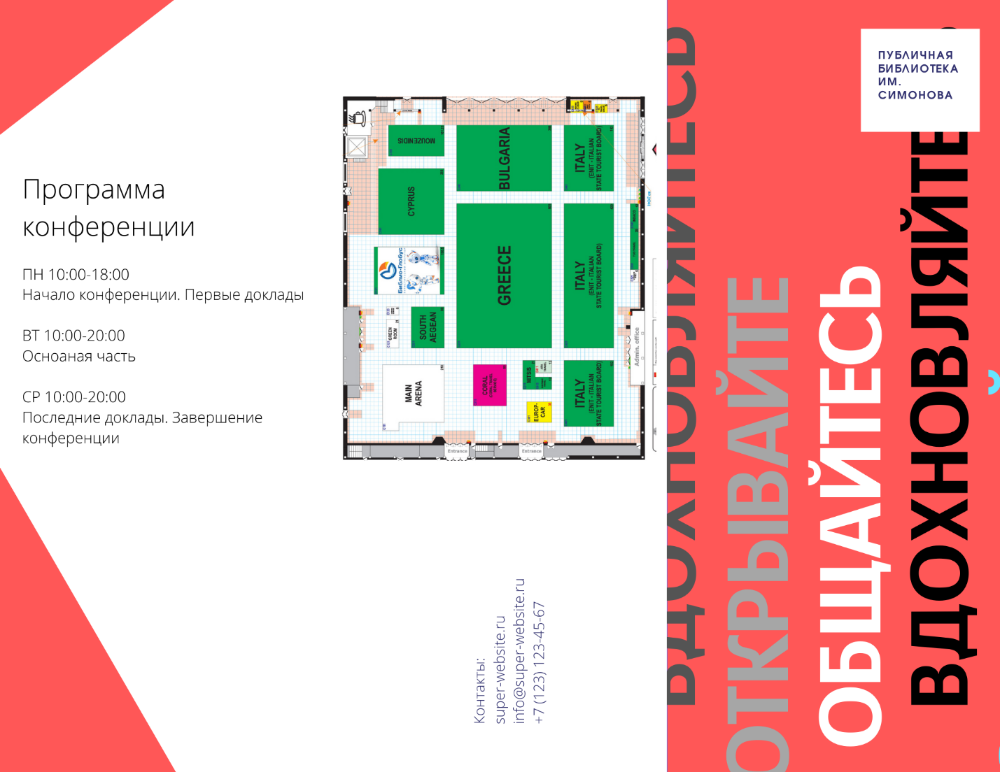 Программа
конференции
ПН 10:00-18:00
Начало конференции. Первые доклады
ВТ 10:00-20:00
Осноаная часть
СР 10:00-20:00
Последние доклады. Завершение
конференции
MOUZENIDIS
BULGARIA
ITALY
(ENIT - ITALIAN
STATE TOURIST BOARD)
CYPRUS
Библио-Глобус
GREECE
ITALY
(ENIT - ITALIAN
STATE TOURIST BOARD)
GREEN
ROOM
SOUTH
AEGEAN
Admin. office
MAIN
ARENA
CORAL
MITSIS
EUROP-
CAR
ITALY
(ENIT - ITALIAN
STATE TOURIST BOARD)
Entrance
Entrance
Контакты:
super-website.ru
info@super-website.ru
+7 (123) 123-45-67
ПУБЛИЧНАЯ
БИБЛИОТЕКА
ИМ.
СИМОНОВА
ВДОХНОВЛЯЙТЕСЬ
ОТКРЫВАЙТЕ
ОБЩАЙТЕСЬ
ВДОХНОВЛЯЙТЕ